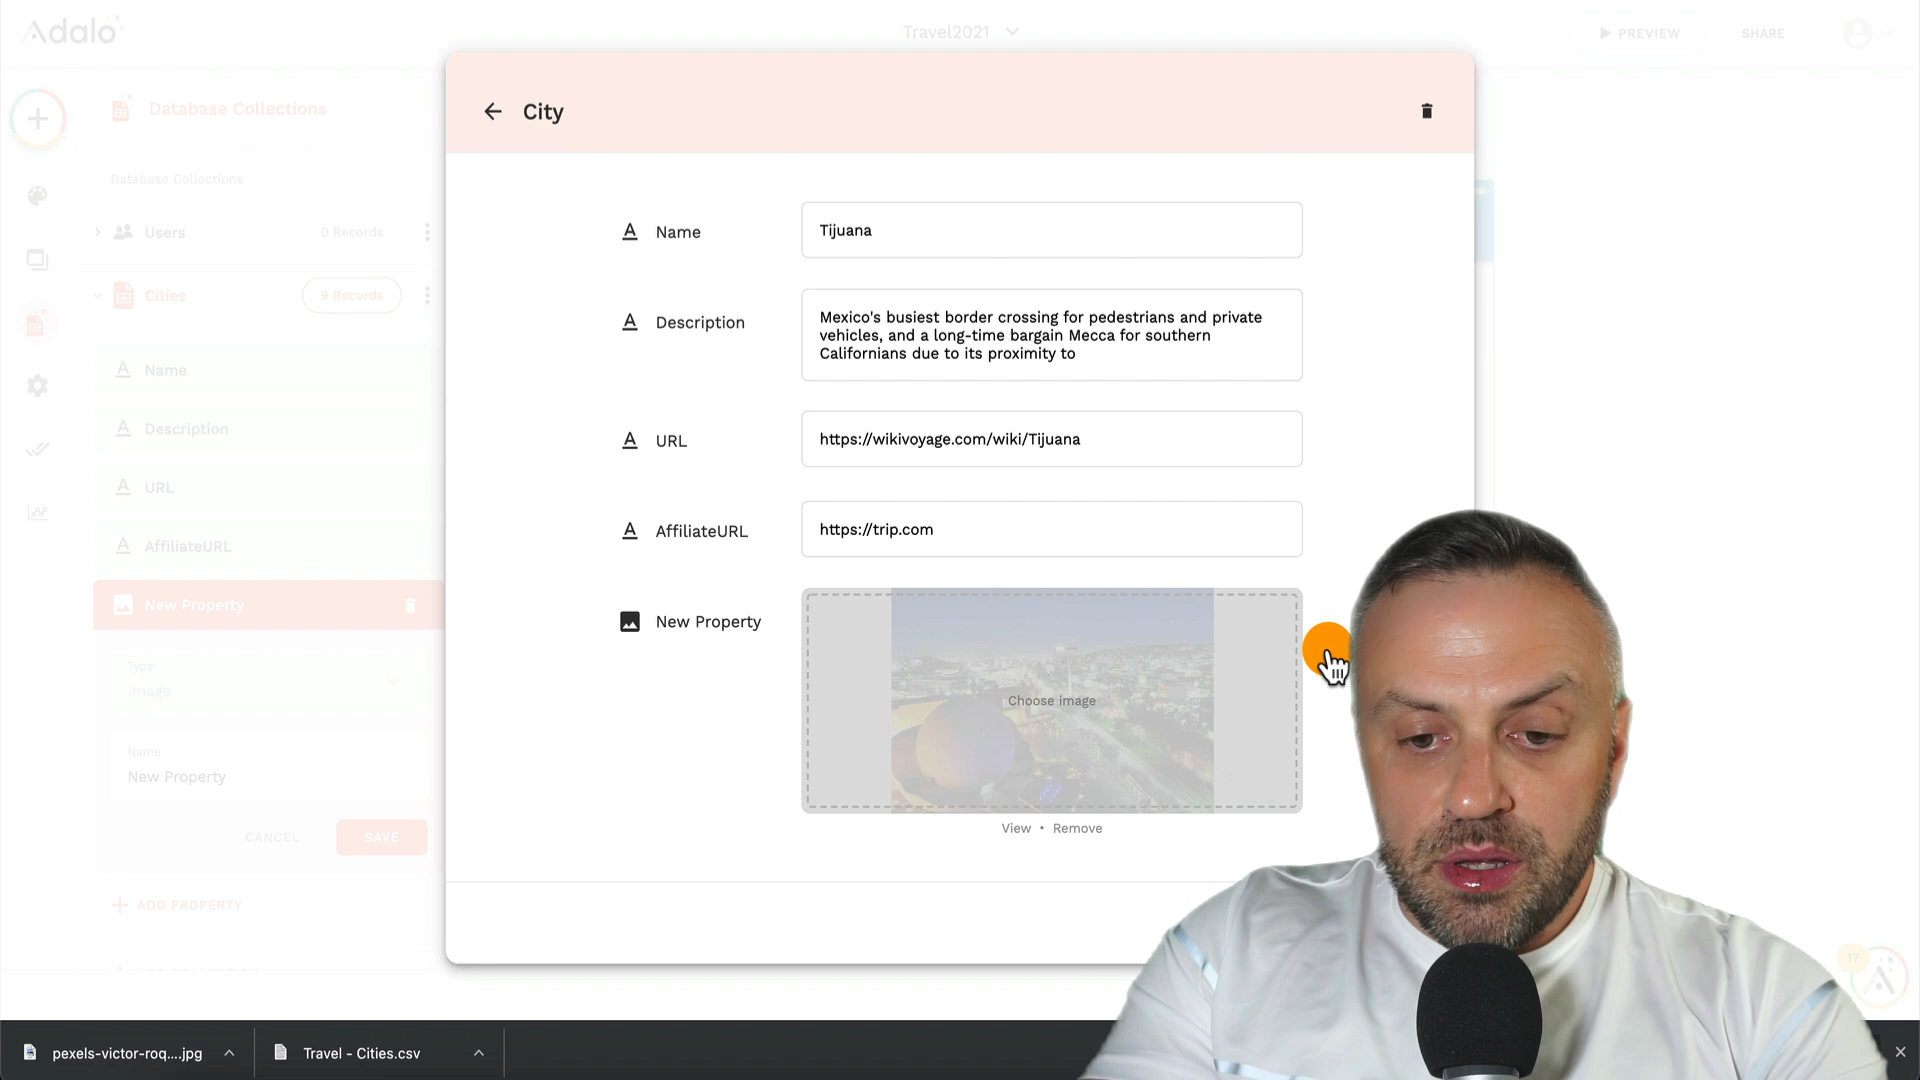 Adalo
Travel2021
PREVIEW
SHARE
Database Collections
Database Collections
Users
0 Records
Cities
9 Records
Name
Description
URL
AffiliateURL
New Property
Type
Image
Name
New Property
CANCEL
SAVE
ADD PROPERTY
ADD COLLECTION
City
Name
Tijuana
Description
Mexico's busiest border crossing for pedestrians and private
vehicles, and a long-time bargain Mecca for southern
Californians due to its proximity to
URL
https://wikivoyage.com/wiki/Tijuana
AffiliateURL
https://trip.com
New Property
Choose image
View • Remove
17
pexels-victor-roq....jpg
Travel - Cities.csv